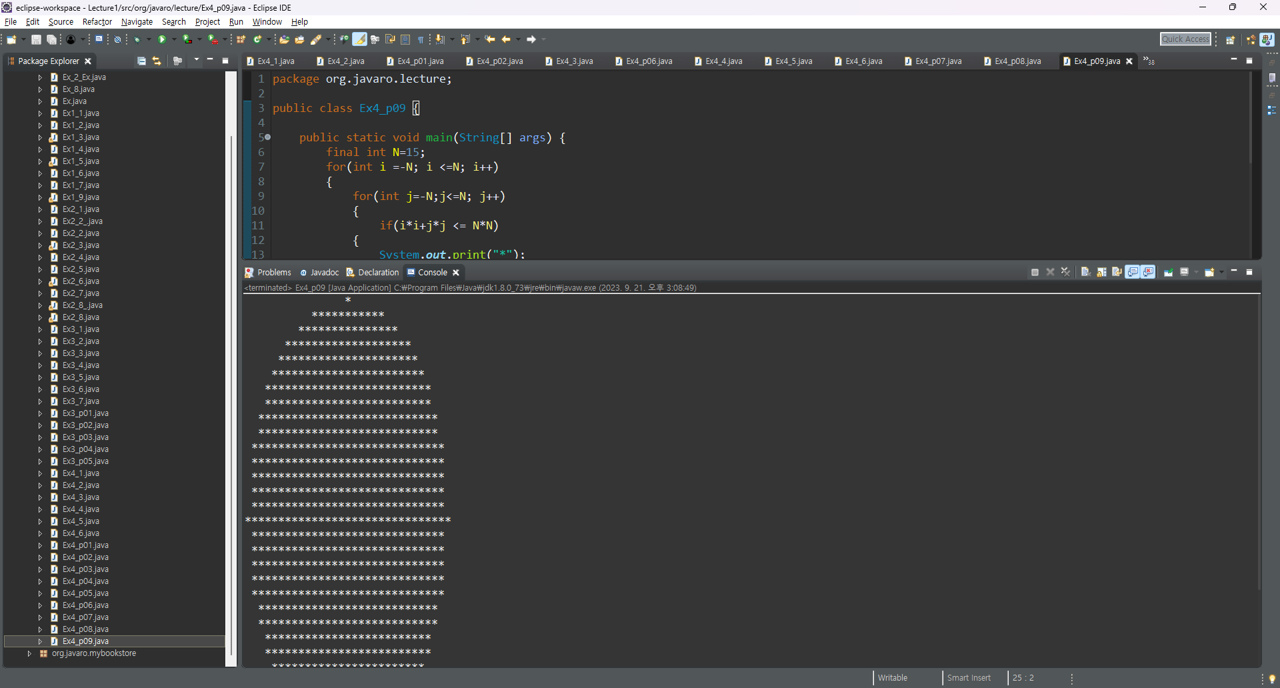 eclipse-workspace - Lecture1/src/org/javaro/lecture/Ex4_p09.java - Eclipse IDE
File Edit Source Refactor Navigate Search Project Run Window Help
Quick Access
Package Explorer
Ex_2_Ex.java
Ex_8.java
Ex.java
Ex1_1.java
Ex1_2.java
Ex1_3.java
Ex1_4.java
Ex1_5.java
Ex1_6.java
Ex1_7.java
Ex1_9.java
Ex2_1.java
Ex2_2_.java
Ex2_2.java
Ex2_3.java
Ex2_4.java
Ex2_5.java
Ex2_6.java
Ex2_7.java
Ex2_8_.java
Ex2_8.java
Ex3_1.java
Ex3_2.java
Ex3_3.java
Ex3_4.java
Ex3_5.java
Ex3_6.java
Ex3_7.java
Ex3_p01.java
Ex3_p02.java
Ex3_p03.java
Ex3_p04.java
Ex3_p05.java
Ex4_1.java
Ex4_2.java
Ex4_3.java
Ex4_4.java
Ex4_5.java
Ex4_6.java
Ex4_p01.java
Ex4_p02.java
Ex4_p03.java
Ex4_p04.java
Ex4_p05.java
Ex4_p06.java
Ex4_p07.java
Ex4_p08.java
Ex4_p09.java
org.javaro.mybookstore
Ex4_1.java Ex4_2.java Ex4_p01.java Ex4_p02.java Ex4_3.java Ex4_p06.java Ex4_4.java Ex4_5.java Ex4_6.java Ex4_p07.java Ex4_p08.java Ex4_p09.java
1 package org.javaro.lecture;
2
3 public class Ex4_p09 {
4
5 public static void main(String[] args) {
6 final int N=15;
7 for(int i =-N; i <=N; i++)
8 {
9 for(int j=-N;j<=N; j++)
10 {
11 if(i*i+j*j <= N*N)
12 {
13 System.out.print("*");
Problems Javadoc Declaration Console
<terminated> Ex4_p09 [Java Application] C:₩Program Files₩Java₩jdk1.8.0_73₩jre₩bin₩javaw.exe (2023. 9. 21. 오후 3:08:49)
*
***********
***************
*******************
*********************
***********************
*************************
*************************
***************************
***************************
*****************************
*****************************
*****************************
*****************************
*****************************
*******************************
*****************************
*****************************
*****************************
*****************************
*****************************
***************************
***************************
*************************
*************************
***********************
Writable Smart Insert 25 : 2